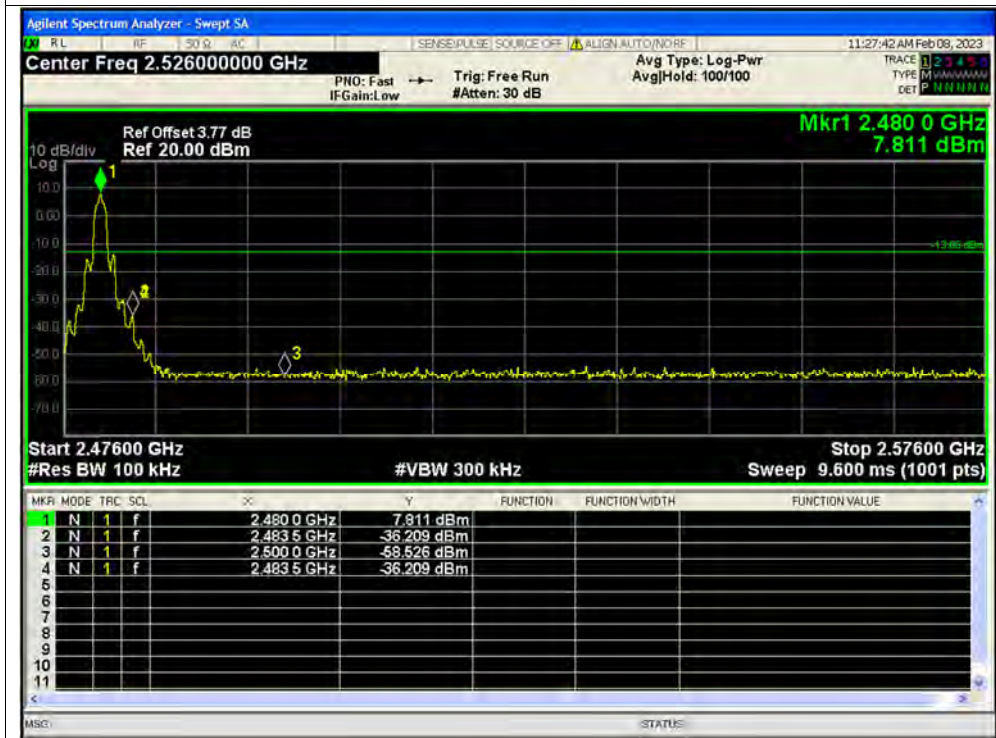 Agilent Spectrum Analyzer - Swept SA
RL RF 50 Ω AC SENSE:PULSE SOURCE OFF ALIGN AUTO/NO RF 11:27:42 AM Feb 08, 2023
Center Freq 2.526000000 GHz
PNO: Fast
IFGain:Low
Trig: Free Run
#Atten: 30 dB
Avg Type: Log-Pwr
Avg|Hold: 100/100
TRACE 1 2 3 4 5 6
TYPE M
DET P N N N N N
Mkr1 2.480 0 GHz
7.811 dBm
Ref Offset 3.77 dB
10 dB/div Ref 20.00 dBm
Log
1
10.0
0.00
-10.0
-20.0
-30.0
-40.0
-50.0
-60.0
-70.0
3
Start 2.47600 GHz
Stop 2.57600 GHz
#Res BW 100 kHz
#VBW 300 kHz
Sweep 9.600 ms (1001 pts)
MKR MODE TRC SCL X Y FUNCTION FUNCTION WIDTH FUNCTION VALUE
1 N 1 f 2.480 0 GHz 7.811 dBm
2 N 1 f 2.483 5 GHz -36.209 dBm
3 N 1 f 2.500 0 GHz -58.526 dBm
4 N 1 f 2.483 5 GHz -36.209 dBm
5
6
7
8
9
10
11
MSG STATUS